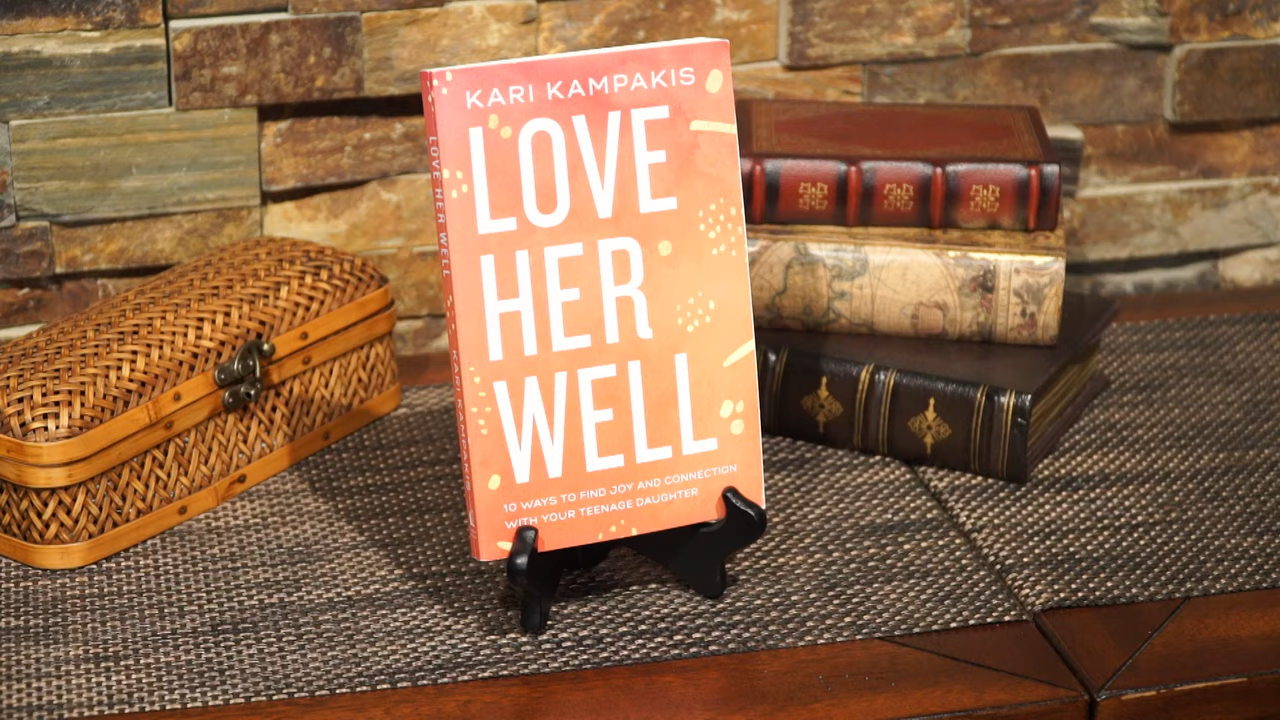 KARI KAMPAKIS
LOVE
HER
WELL
10 WAYS TO FIND JOY AND CONNECTION
WITH YOUR TEENAGE DAUGHTER
LOVE HER WELL
KARI KAMPAKIS